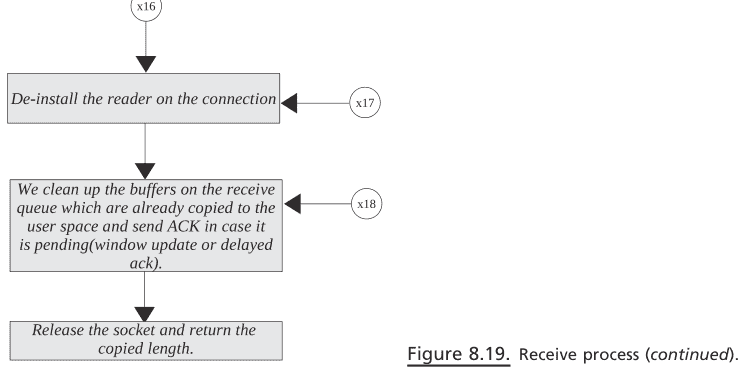 x16
De-install the reader on the connection
x17
We clean up the buffers on the receive
queue which are already copied to the
user space and send ACK in case it
is pending(window update or delayed
ack).
x18
Release the socket and return the
copied length.
Figure 8.19. Receive process (continued).